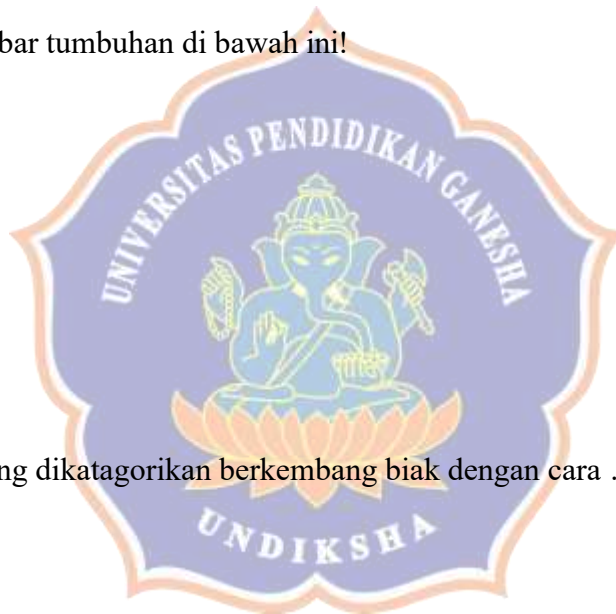 bar tumbuhan di bawah ini!
UNIVERSITAS PENDIDIKAN GANESHA
ng dikatagorikan berkembang biak dengan cara .
UNDIKSHA